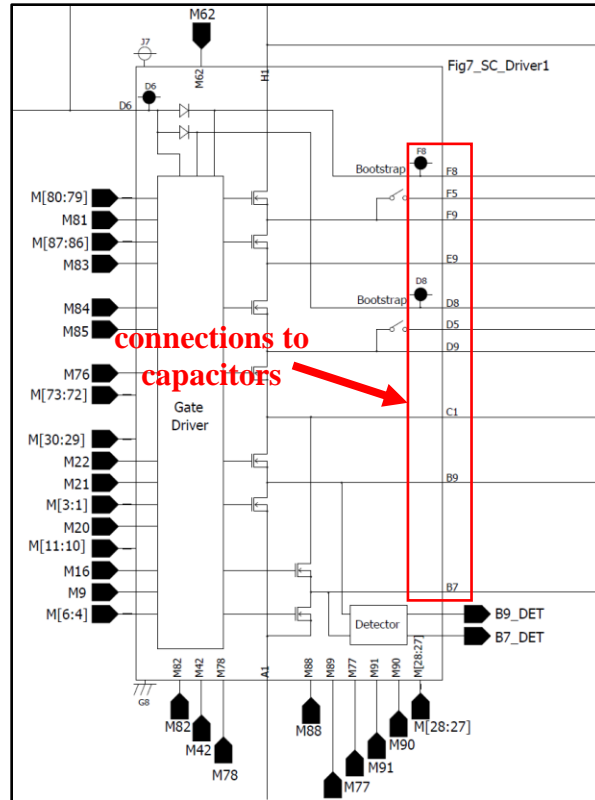 M62
J7
Fig7_SC_Driver1
M62
H1
D6
D6
F8
Bootstrap
F8
M[80:79]
F5
M81
F9
M[87:86]
M83
E9
D8
M84
Bootstrap
D8
M85
D5
connections to
D9
capacitors
M76
M[73:72]
C1
Gate
Driver
M[30:29]
M22
M21
B9
M[3:1]
M20
M[11:10]
M16
M9
B7
M[6:4]
Detector
B9_DET
B7_DET
M82
M42
M78
A1
M88
M89
M77
M91
M90
M[28:27]
G8
M82
M42
M78
M88
M77
M91
M90
M[28:27]